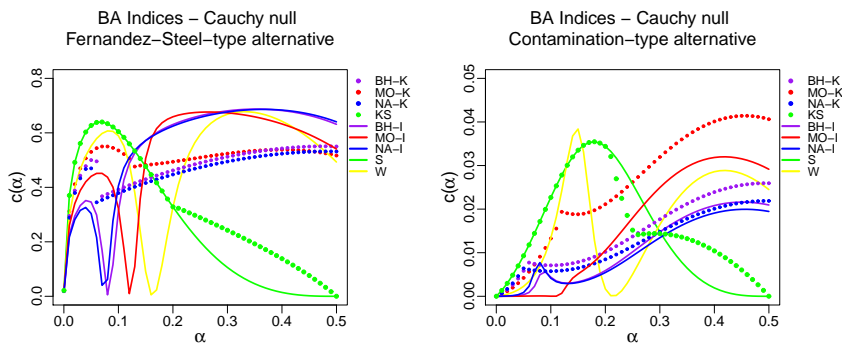 BA Indices − Cauchy null
Fernandez−Steel−type alternative
c(α)
0.8
0.6
0.4
0.2
0.0
0.0 0.1 0.2 0.3 0.4 0.5
α
BH−K
MO−K
NA−K
KS
BH−I
MO−I
NA−I
S
W
BA Indices − Cauchy null
Contamination−type alternative
c(α)
0.05
0.04
0.03
0.02
0.01
0.00
0.0 0.1 0.2 0.3 0.4 0.5
α
BH−K
MO−K
NA−K
KS
BH−I
MO−I
NA−I
S
W